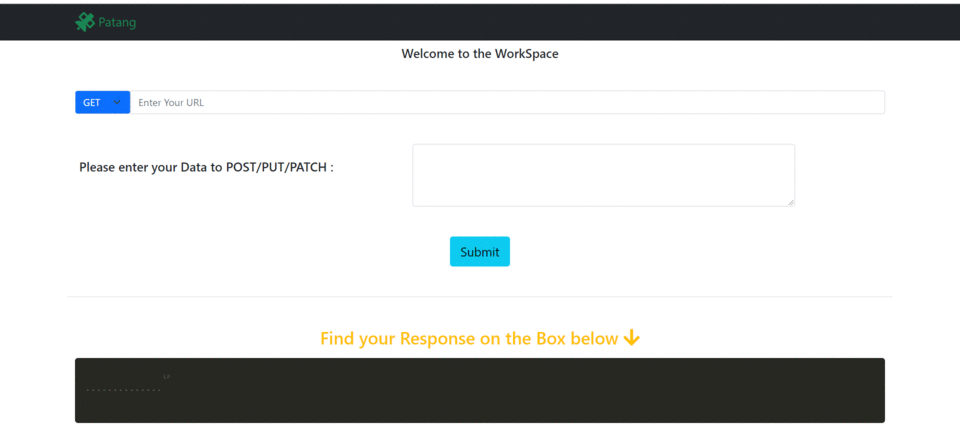 Patang
Welcome to the WorkSpace
GET
Enter Your URL
Please enter your Data to POST/PUT/PATCH :
Submit
Find your Response on the Box below